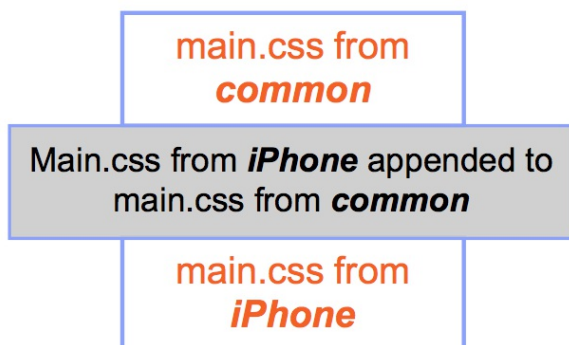 main.css from
common
Main.css from iPhone appended to
main.css from common
main.css from
iPhone